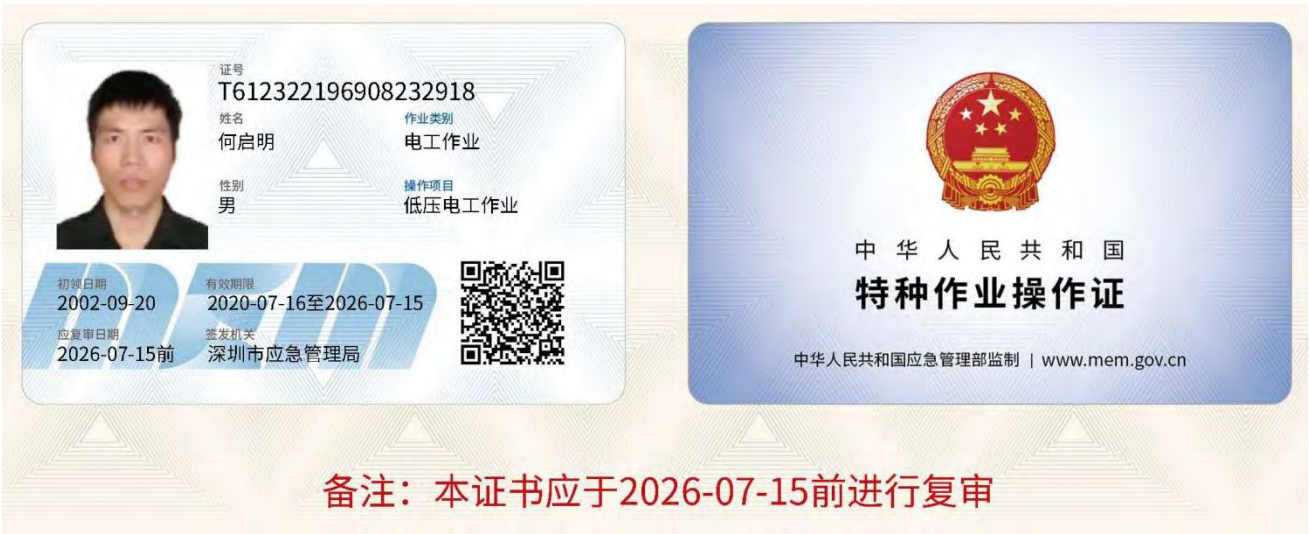 证号
T612322196908232918
姓名 作业类别
何启明 电工作业
性别 操作项目
男 低压电工作业
初领日期 有效期限
2002-09-20 2020-07-16至2026-07-15
应复审日期 签发机关
2026-07-15前 深圳市应急管理局
中华人民共和国
特种作业操作证
中华人民共和国应急管理部监制 | www.mem.gov.cn
备注：本证书应于2026-07-15前进行复审